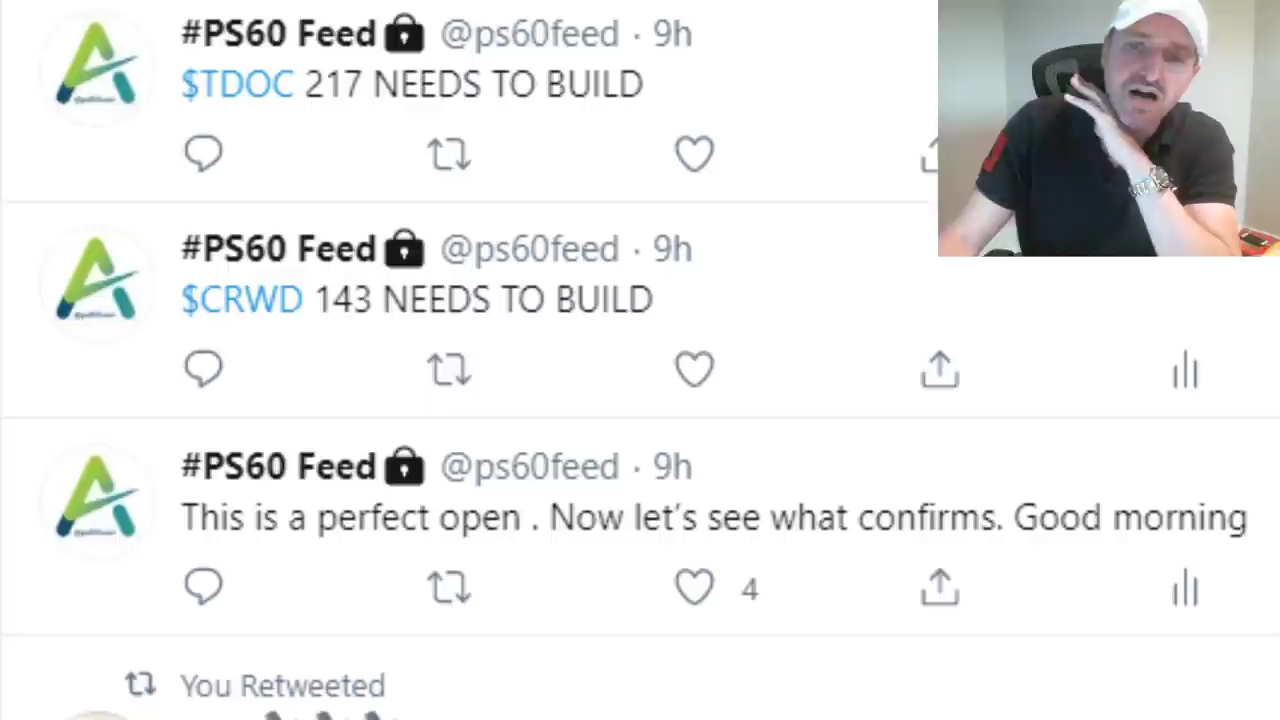 #PS60 Feed @ps60feed · 9h
$TDOC 217 NEEDS TO BUILD
#PS60 Feed @ps60feed · 9h
$CRWD 143 NEEDS TO BUILD
#PS60 Feed @ps60feed · 9h
This is a perfect open . Now let's see what confirms. Good morning
4
You Retweeted